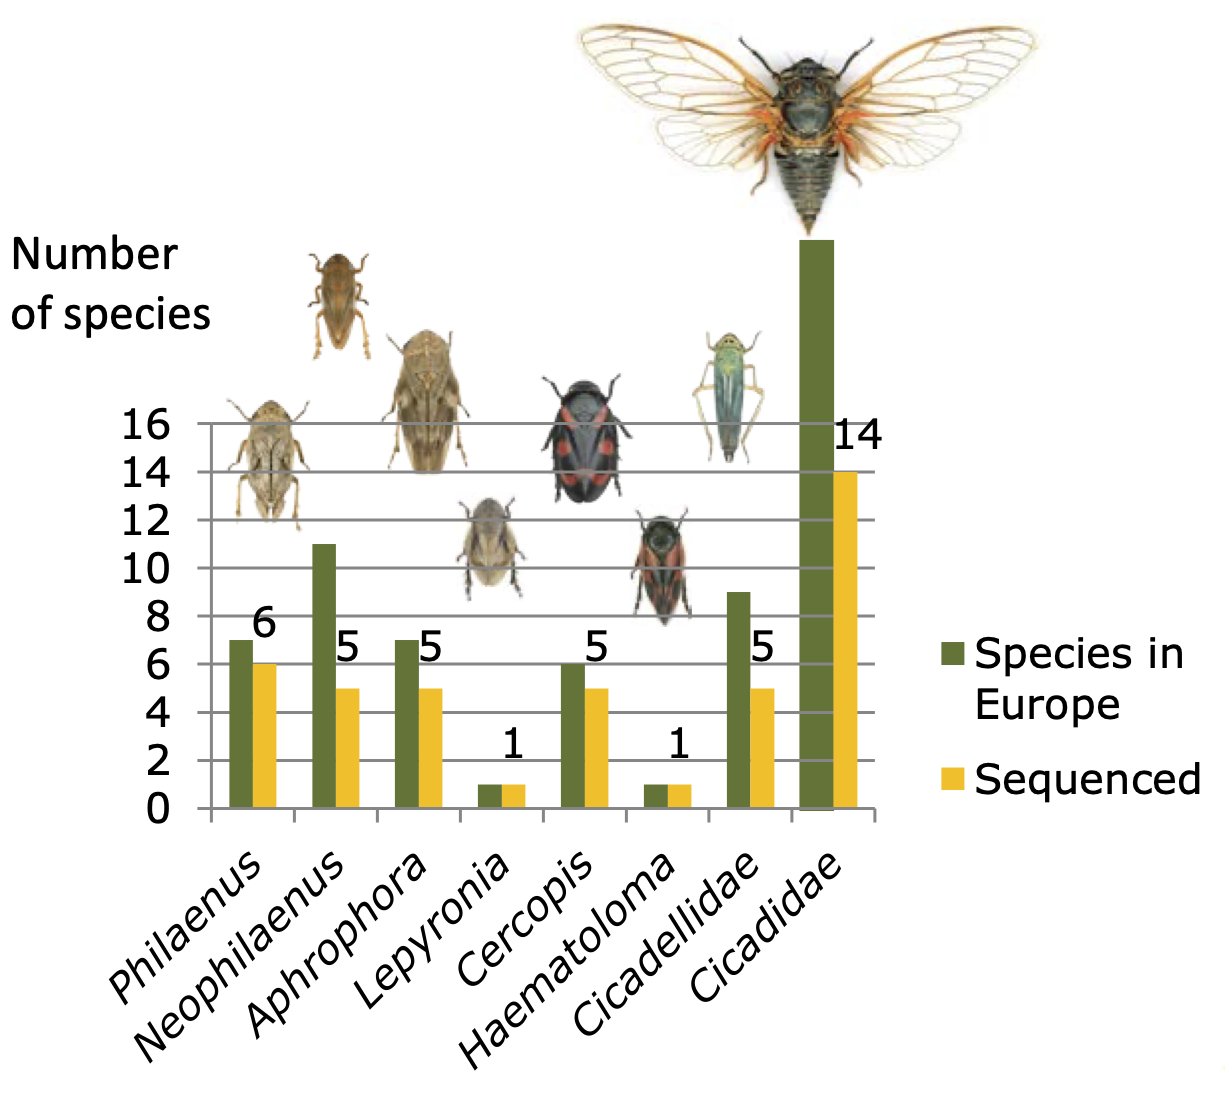 Number
of species
16
14
12
10
8
6
4
2
0
6
5
5
1
5
1
5
14
Philaenus
Neophilaenus
Aphrophora
Lepyronia
Cercopis
Haematoloma
Cicadellidae
Cicadidae
Species in
Europe
Sequenced